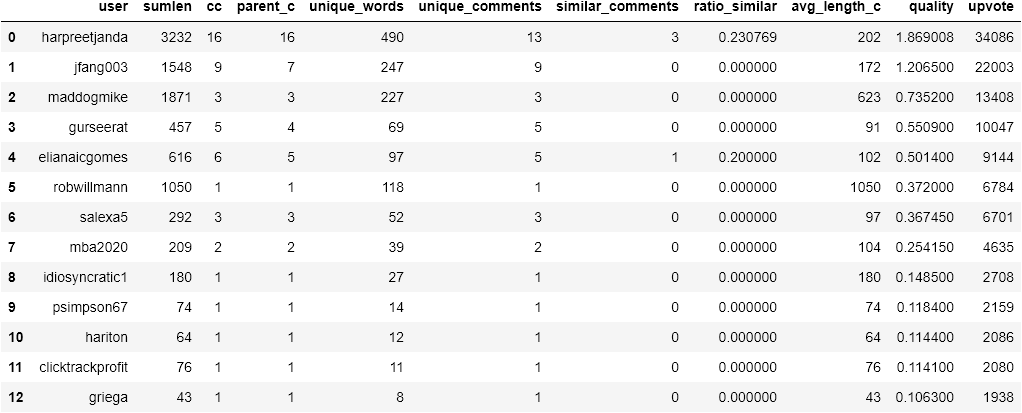 user sumlen cc parent_c unique_words unique_comments similar_comments ratio_similar avg_length_c quality upvote
0 harpreetjanda 3232 16 16 490 13 3 0.230769 202 1.869008 34086
1 jfang003 1548 9 7 247 9 0 0.000000 172 1.206500 22003
2 maddogmike 1871 3 3 227 3 0 0.000000 623 0.735200 13408
3 gurseerat 457 5 4 69 5 0 0.000000 91 0.550900 10047
4 elianaicgomes 616 6 5 97 5 1 0.200000 102 0.501400 9144
5 robwillmann 1050 1 1 118 1 0 0.000000 1050 0.372000 6784
6 salexa5 292 3 3 52 3 0 0.000000 97 0.367450 6701
7 mba2020 209 2 2 39 2 0 0.000000 104 0.254150 4635
8 idiosyncratic1 180 1 1 27 1 0 0.000000 180 0.148500 2708
9 psimpson67 74 1 1 14 1 0 0.000000 74 0.118400 2159
10 hariton 64 1 1 12 1 0 0.000000 64 0.114400 2086
11 clicktrackprofit 76 1 1 11 1 0 0.000000 76 0.114100 2080
12 griega 43 1 1 8 1 0 0.000000 43 0.106300 1938